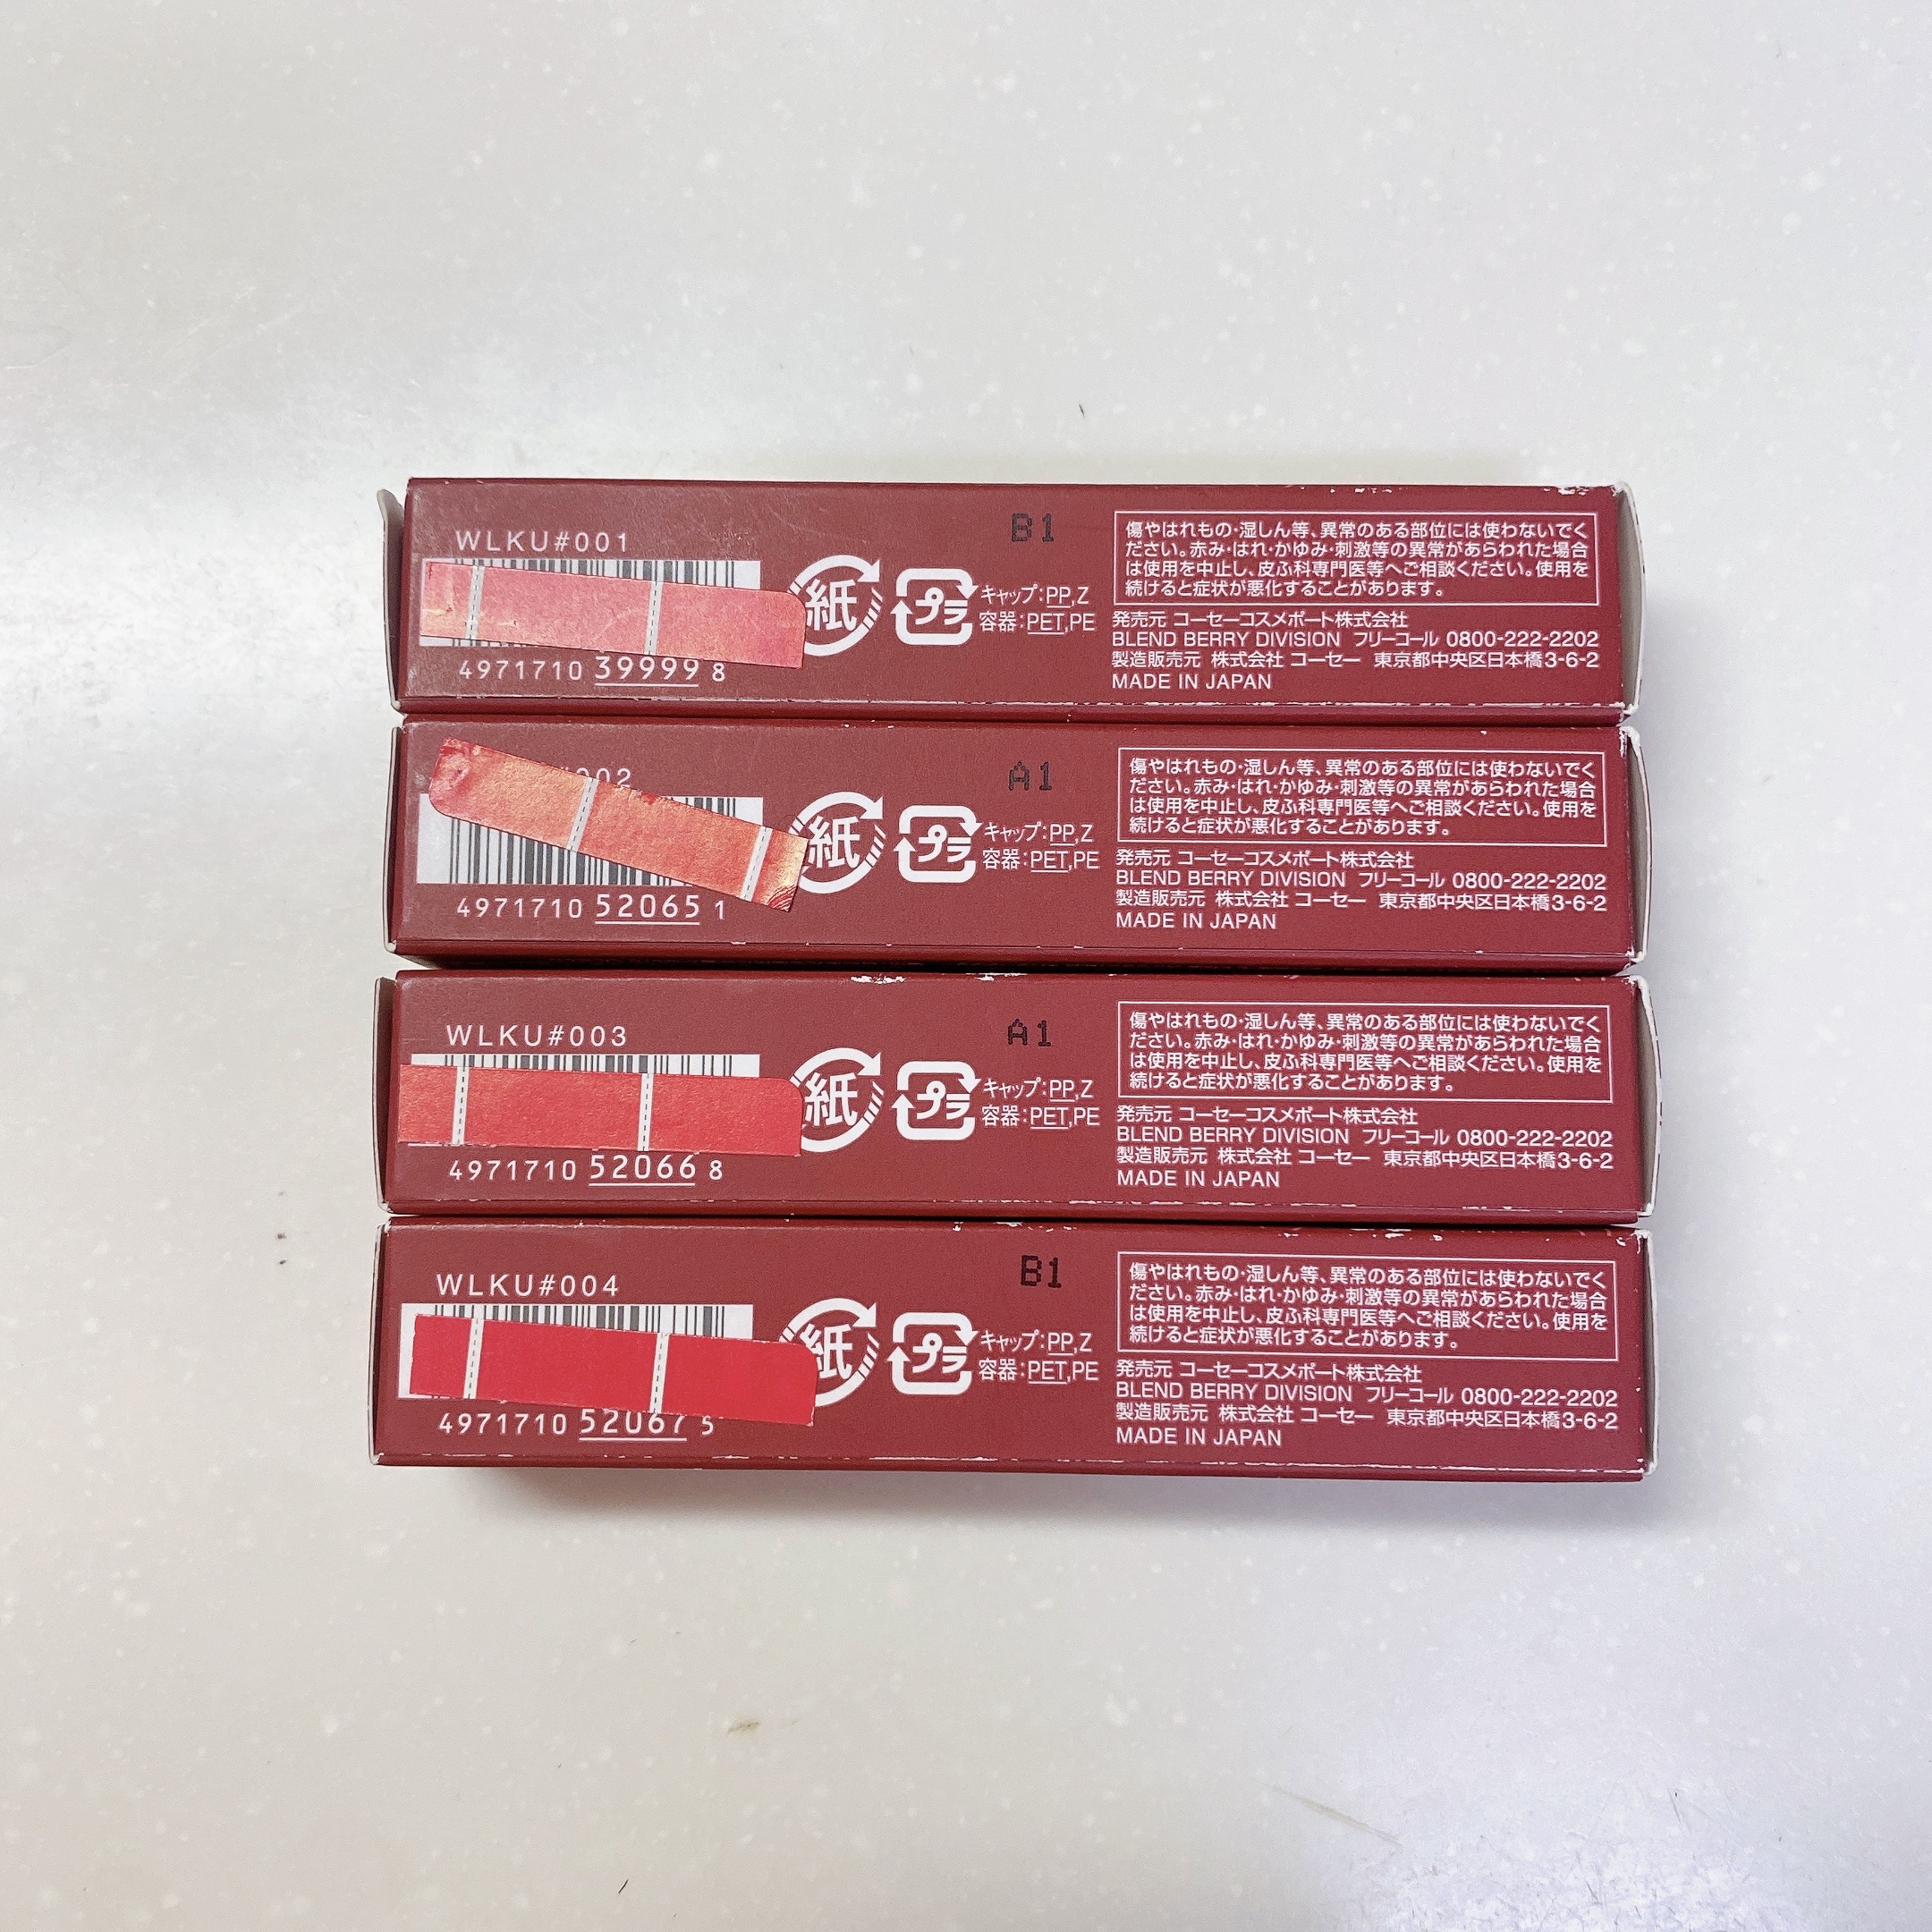 WLKU#001
B1
4971710 39999 8
紙
プラ
キャップ:PP,Z
容器:PET,PE
傷やはれもの・湿しん等、異常のある部位には使わないでく
ださい。赤み・はれ・かゆみ・刺激等の異常があらわれた場合
は使用を中止し、皮ふ科専門医等へご相談ください。使用を
続けると症状が悪化することがあります。
発売元 コーセーコスメポート株式会社
BLEND BERRY DIVISION フリーコール 0800-222-2202
製造販売元 株式会社 コーセー 東京都中央区日本橋3-6-2
MADE IN JAPAN
002
A1
4971710 52065 1
紙
プラ
キャップ:PP,Z
容器:PET,PE
傷やはれもの・湿しん等、異常のある部位には使わないでく
ださい。赤み・はれ・かゆみ・刺激等の異常があらわれた場合
は使用を中止し、皮ふ科専門医等へご相談ください。使用を
続けると症状が悪化することがあります。
発売元 コーセーコスメポート株式会社
BLEND BERRY DIVISION フリーコール 0800-222-2202
製造販売元 株式会社 コーセー 東京都中央区日本橋3-6-2
MADE IN JAPAN
WLKU#003
A1
4971710 52066 8
紙
プラ
キャップ:PP,Z
容器:PET,PE
傷やはれもの・湿しん等、異常のある部位には使わないでく
ださい。赤み・はれ・かゆみ・刺激等の異常があらわれた場合
は使用を中止し、皮ふ科専門医等へご相談ください。使用を
続けると症状が悪化することがあります。
発売元 コーセーコスメポート株式会社
BLEND BERRY DIVISION フリーコール 0800-222-2202
製造販売元 株式会社 コーセー 東京都中央区日本橋3-6-2
MADE IN JAPAN
WLKU#004
B1
4971710 52067 5
紙
プラ
キャップ:PP,Z
容器:PET,PE
傷やはれもの・湿しん等、異常のある部位には使わないでく
ださい。赤み・はれ・かゆみ・刺激等の異常があらわれた場合
は使用を中止し、皮ふ科専門医等へご相談ください。使用を
続けると症状が悪化することがあります。
発売元 コーセーコスメポート株式会社
BLEND BERRY DIVISION フリーコール 0800-222-2202
製造販売元 株式会社 コーセー 東京都中央区日本橋3-6-2
MADE IN JAPAN